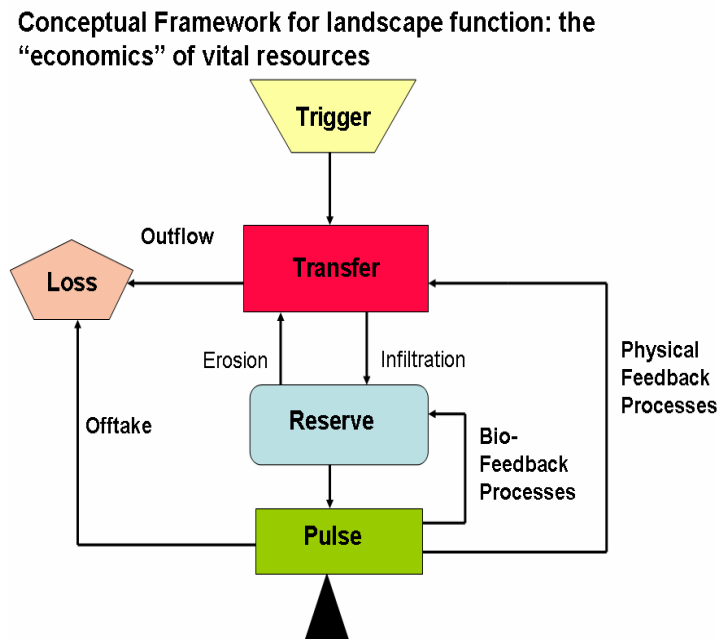 Conceptual Framework for landscape function: the
“economics” of vital resources
Trigger
Outflow
Transfer
Loss
Erosion
Infiltration
Physical
Feedback
Processes
Reserve
Offtake
Bio-
Feedback
Processes
Pulse